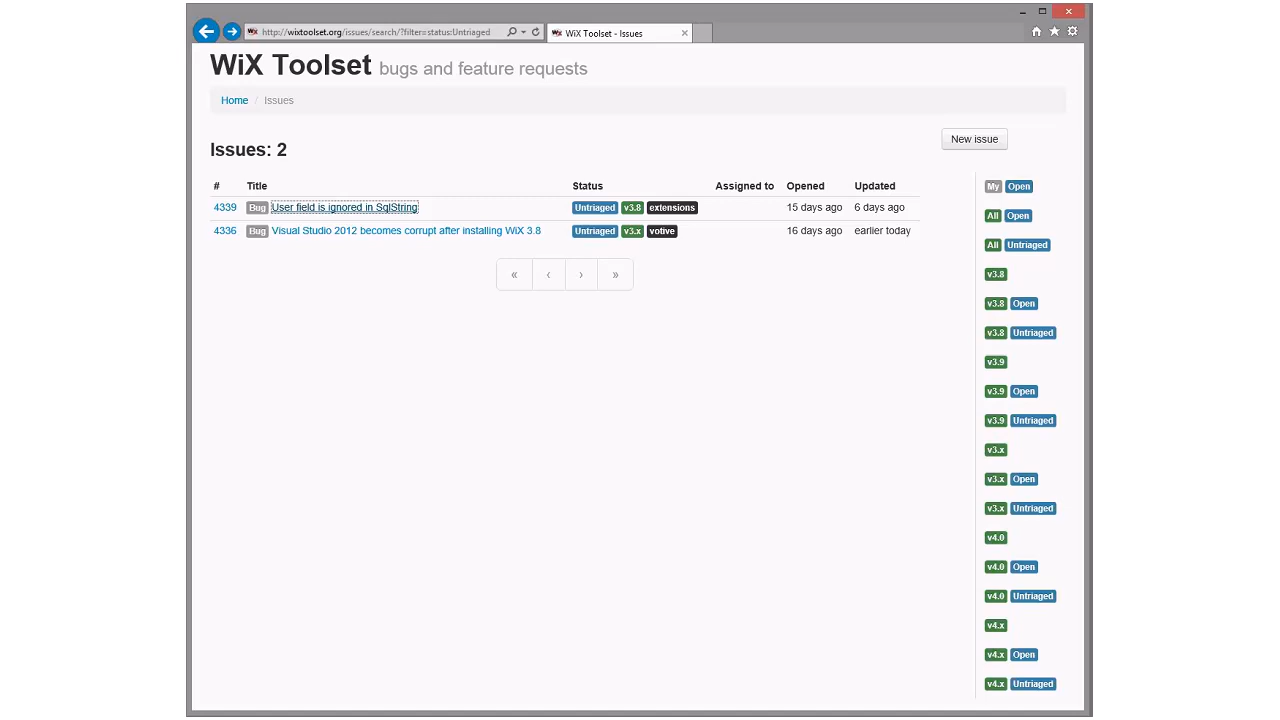 http://wixtoolset.org/issues/search/?filter=status:Untriaged
WiX Toolset - Issues
WiX Toolset bugs and feature requests
Home / Issues
Issues: 2
New issue
# Title Status Assigned to Opened Updated
4339 Bug User field is ignored in SqlString Untriaged v3.8 extensions 15 days ago 6 days ago
4336 Bug Visual Studio 2012 becomes corrupt after installing WiX 3.8 Untriaged v3.x votive 16 days ago earlier today
« ‹ › »
My Open
All Open
All Untriaged
v3.8
v3.8 Open
v3.8 Untriaged
v3.9
v3.9 Open
v3.9 Untriaged
v3.x
v3.x Open
v3.x Untriaged
v4.0
v4.0 Open
v4.0 Untriaged
v4.x
v4.x Open
v4.x Untriaged